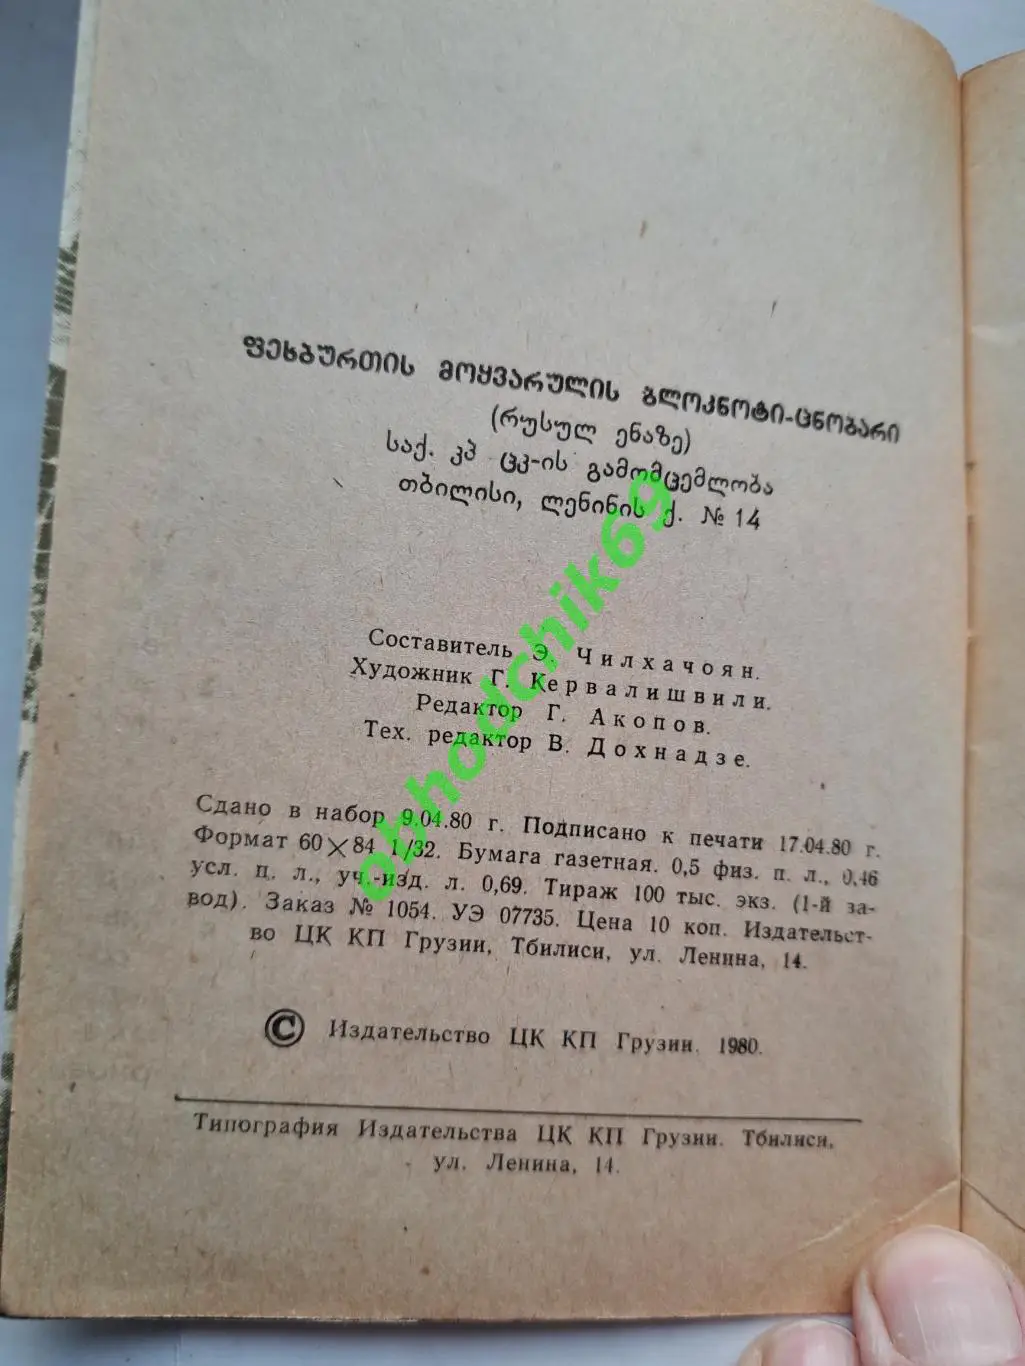 ფეხბურთის მოყვარულის ბლოკნოტი-ცნობარი
(რუსულ ენაზე)
საქ. კპ ცკ-ის გამომცემლობა
თბილისი, ლენინის ქ. № 14
Составитель Э. Чилхачоян.
Художник Г. Кервалишвили.
Редактор Г. Акопов.
Тех. редактор В. Дохнадзе.
Сдано в набор 9.04.80 г. Подписано к печати 17.04.80 г.
Формат 60×84 1/32. Бумага газетная. 0,5 физ. п. л., 0,46
усл. п. л., уч.-изд. л. 0,69. Тираж 100 тыс. экз. (1-й за-
вод). Заказ № 1054. УЭ 07735. Цена 10 коп. Издательст-
во ЦК КП Грузии, Тбилиси, ул. Ленина, 14.
© Издательство ЦК КП Грузии. 1980.
Типография Издательства ЦК КП Грузии. Тбилиси,
ул. Ленина, 14.
obhodchik69